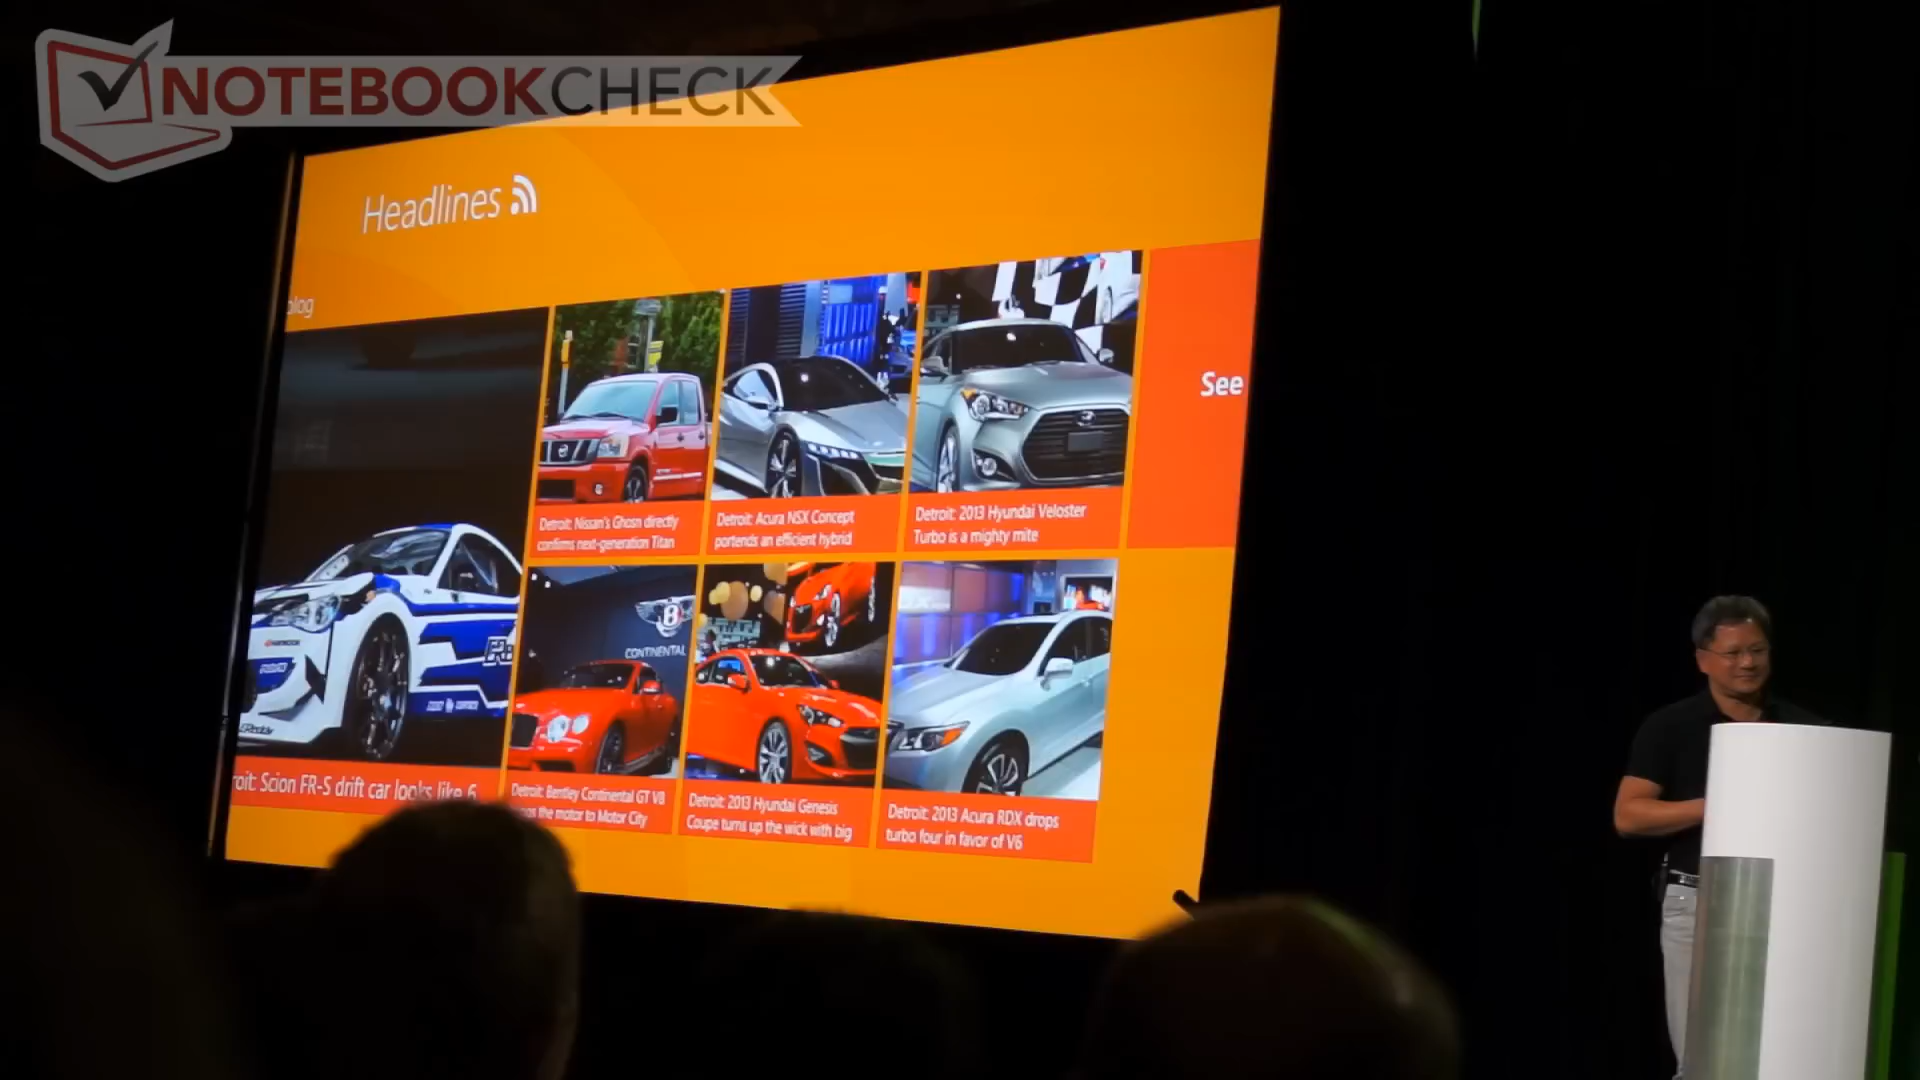 NOTEBOOKCHECK
Headlines
blog
See
Detroit: Nissan's Ghosn directly
confirms next-generation Titan
Detroit: Acura NSX Concept
portends an efficient hybrid
Detroit: 2013 Hyundai Veloster
Turbo is a mighty mite
CONTINENTAL
GReddy
roit: Scion FR-S drift car looks like
Detroit: Bentley Continental GT V8
the motor to Motor City
Detroit: 2013 Hyundai Genesis
Coupe turns up the wick with big
Detroit: 2013 Acura RDX drops
turbo four in favor of V6